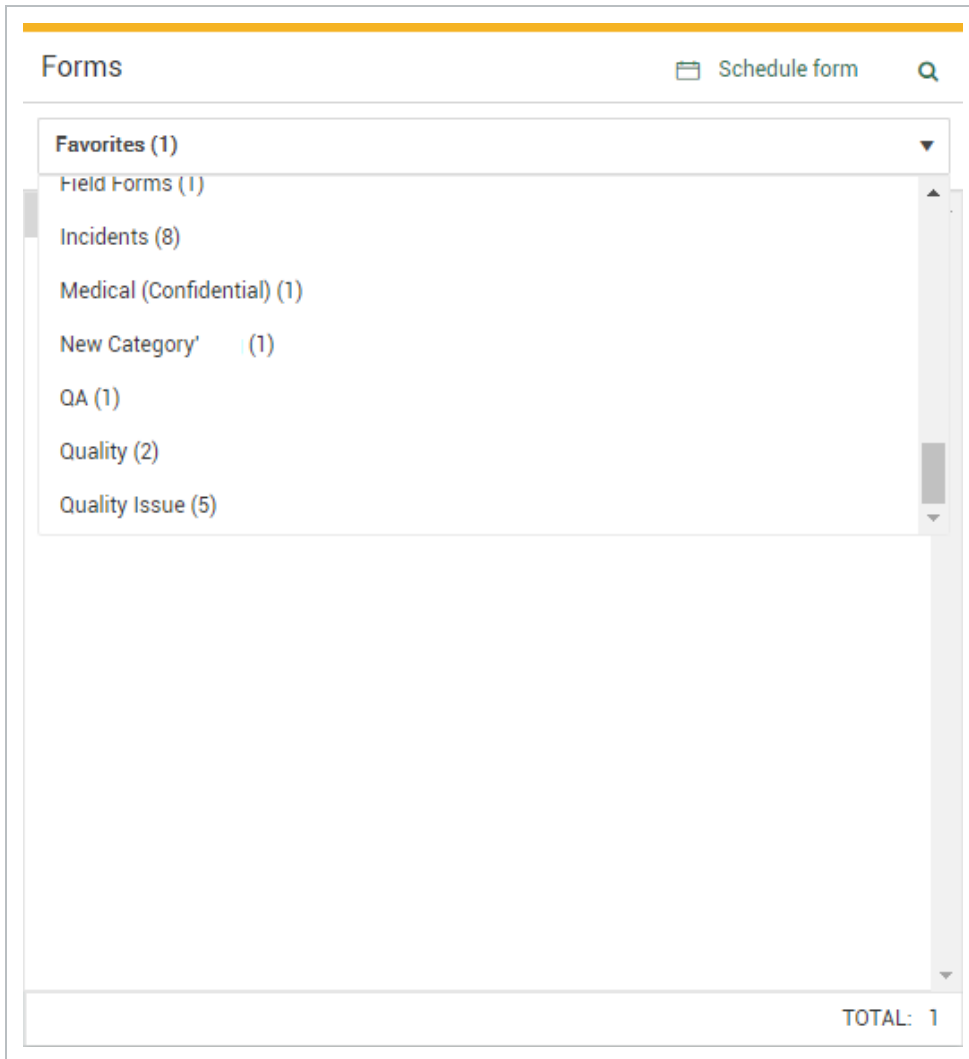 Forms Schedule form
Favorites (1)
Field Forms (1)
Incidents (8)
Medical (Confidential) (1)
New Category' (1)
QA (1)
Quality (2)
Quality Issue (5)
TOTAL: 1